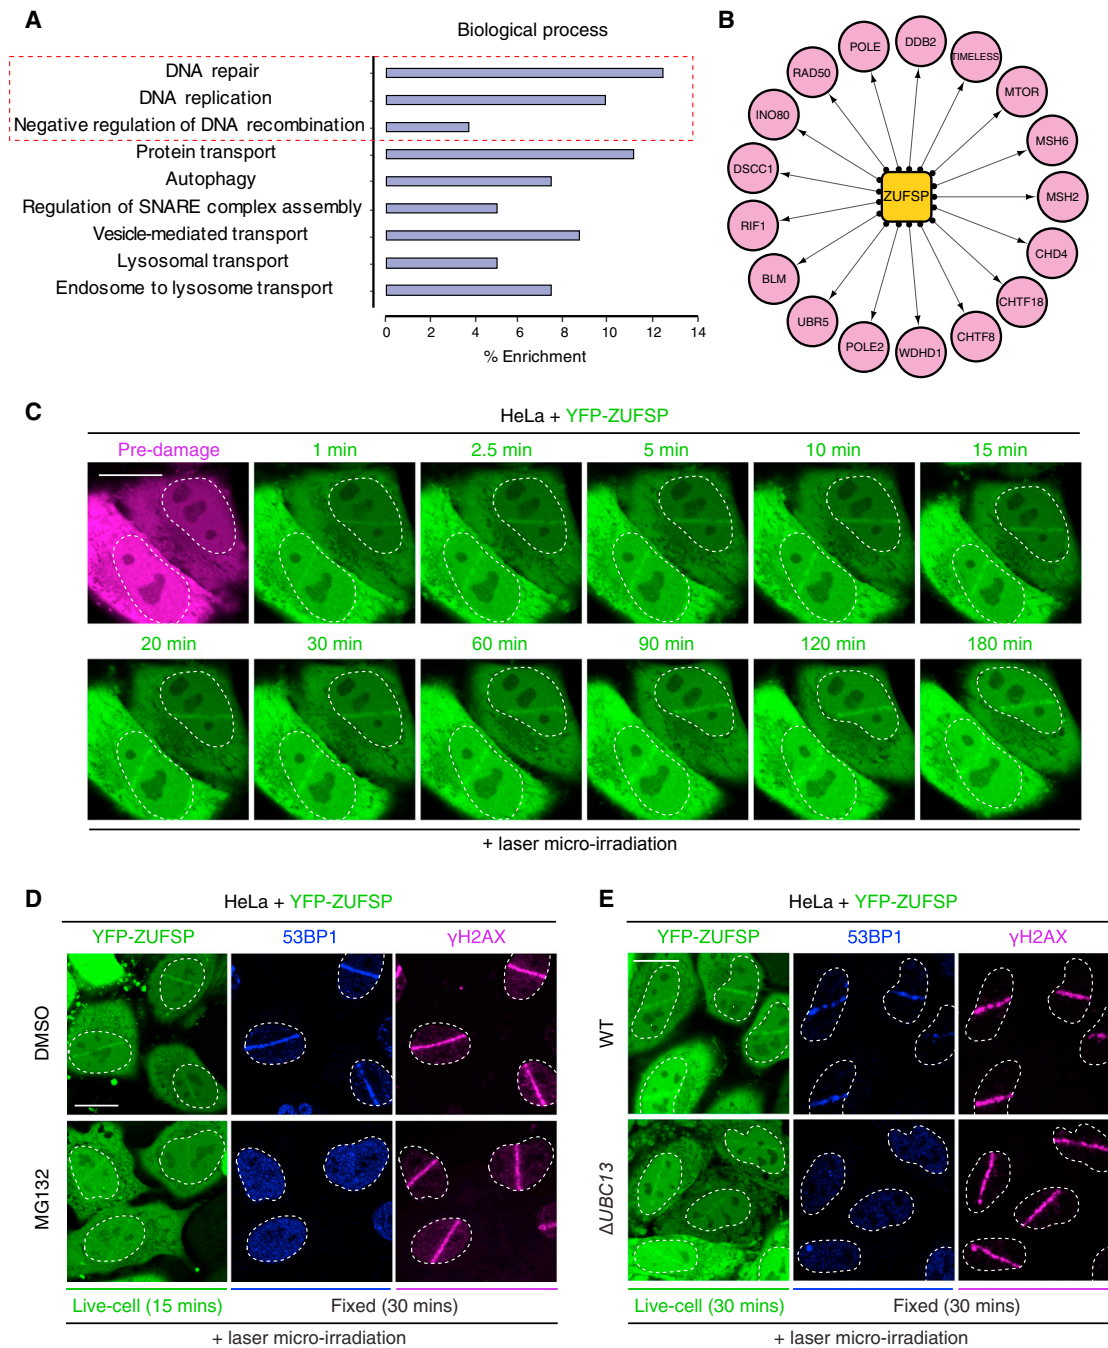 A
Biological process
DNA repair
DNA replication
Negative regulation of DNA recombination
Protein transport
Autophagy
Regulation of SNARE complex assembly
Vesicle-mediated transport
Lysosomal transport
Endosome to lysosome transport
0 2 4 6 8 10 12 14
% Enrichment
B
ZUFSP
DDB2
TIMELESS
MTOR
MSH6
MSH2
CHD4
CHTF18
CHTF8
WDHD1
POLE2
UBR5
BLM
RIF1
DSCC1
INO80
RAD50
POLE
C
HeLa + YFP-ZUFSP
Pre-damage 1 min 2.5 min 5 min 10 min 15 min
20 min 30 min 60 min 90 min 120 min 180 min
+ laser micro-irradiation
D
HeLa + YFP-ZUFSP
YFP-ZUFSP 53BP1 γH2AX
DMSO
MG132
Live-cell (15 mins) Fixed (30 mins)
+ laser micro-irradiation
E
HeLa + YFP-ZUFSP
YFP-ZUFSP 53BP1 γH2AX
WT
ΔUBC13
Live-cell (30 mins) Fixed (30 mins)
+ laser micro-irradiation